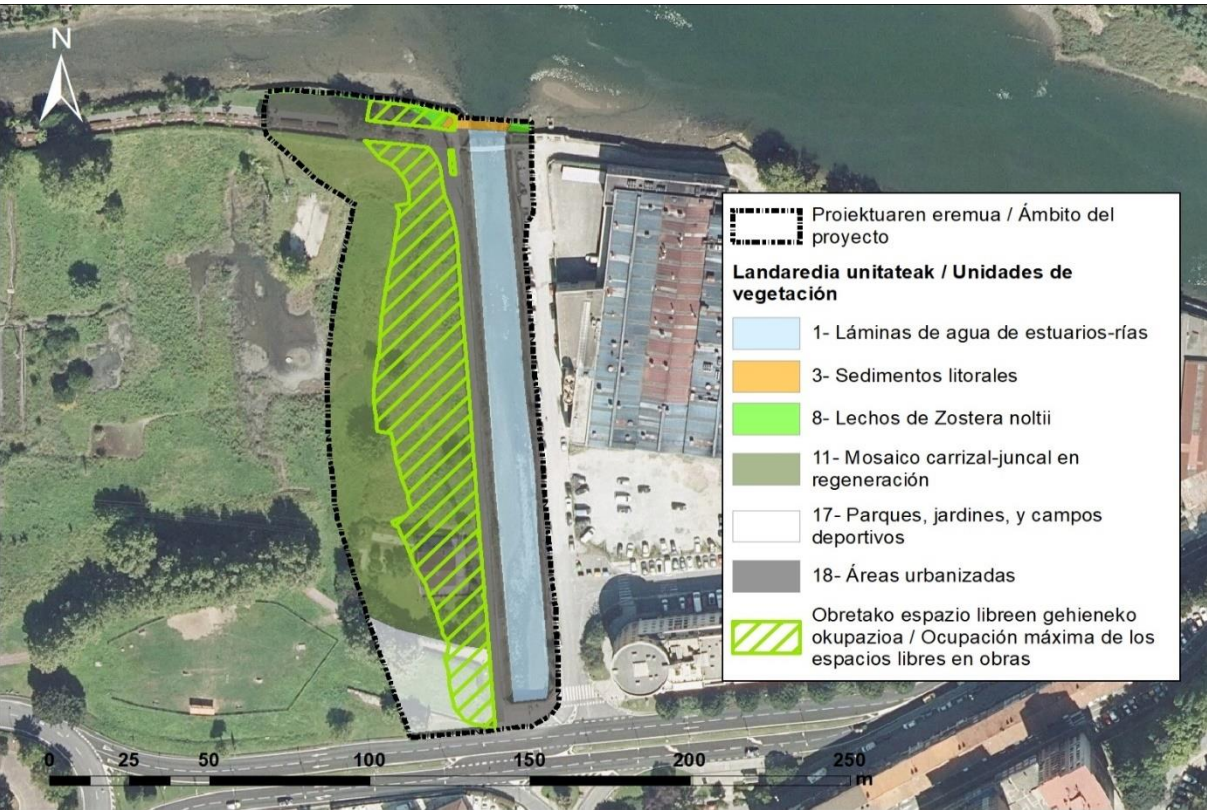 N
Proiektuaren eremua / Ámbito del
proyecto
Landaredia unitateak / Unidades de
vegetación
1- Láminas de agua de estuarios-rías
3- Sedimentos litorales
8- Lechos de Zostera noltii
11- Mosaico carrizal-juncal en
regeneración
17- Parques, jardines, y campos
deportivos
18- Áreas urbanizadas
Obretako espazio libreen gehieneko
okupazioa / Ocupación máxima de los
espacios libres en obras
0 25 50 100 150 200 250
m